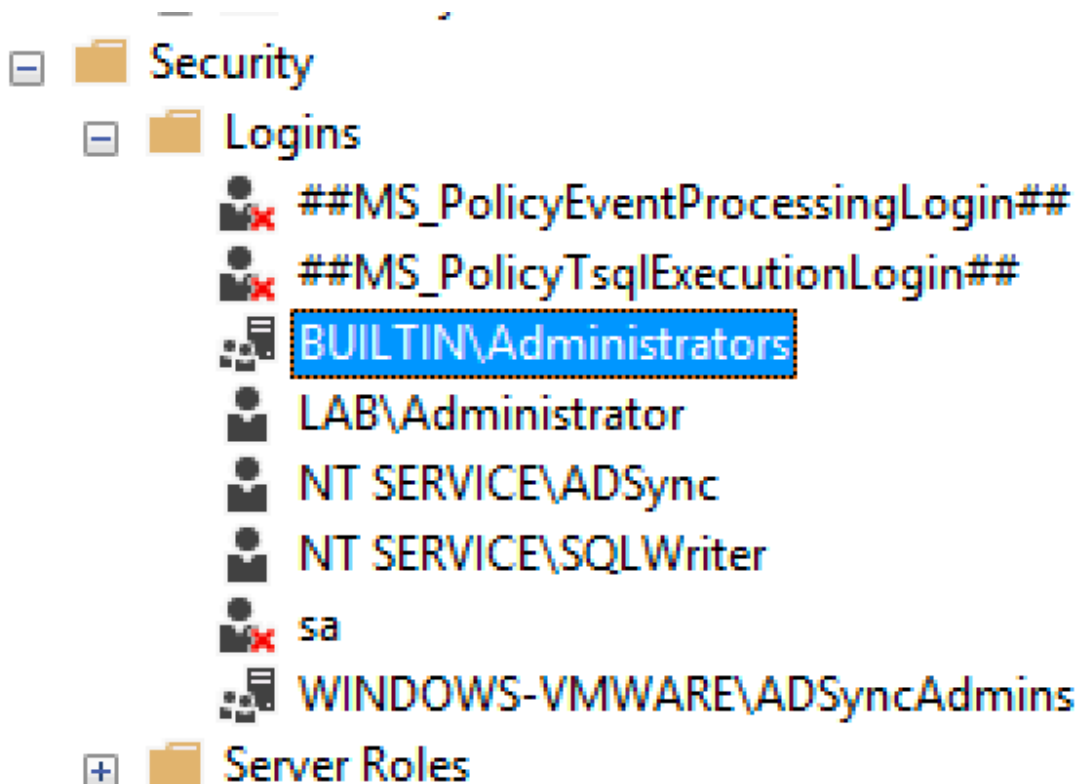 Security
Logins
##MS_PolicyEventProcessingLogin##
##MS_PolicyTsqlExecutionLogin##
BUILTIN\Administrators
LAB\Administrator
NT SERVICE\ADSync
NT SERVICE\SQLWriter
sa
WINDOWS-VMWARE\ADSyncAdmins
Server Roles